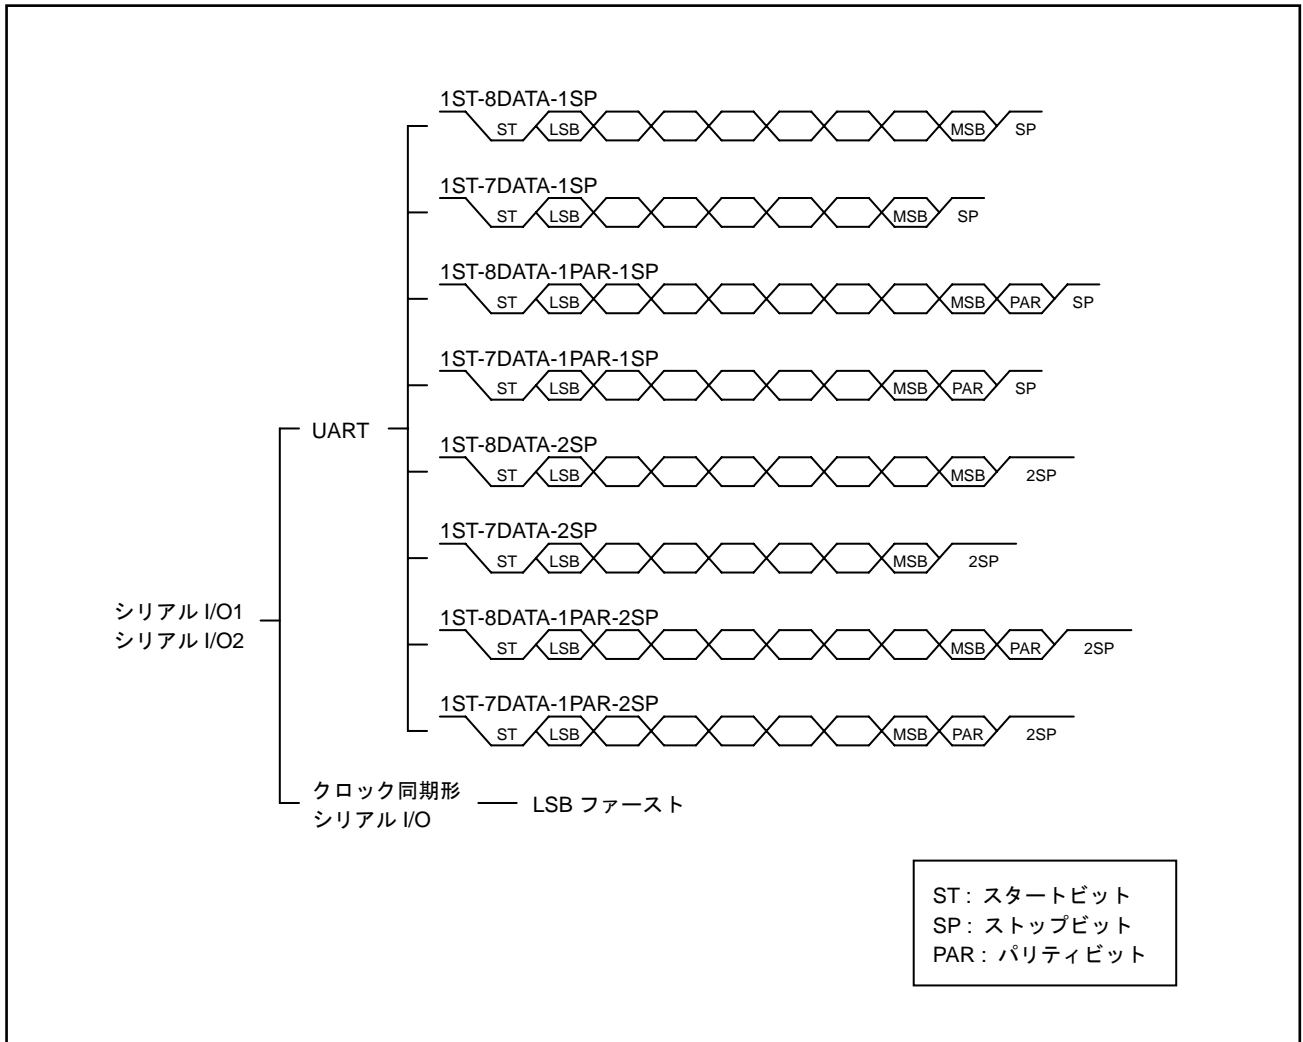 1ST-8DATA-1SP
ST LSB MSB SP
1ST-7DATA-1SP
ST LSB MSB SP
1ST-8DATA-1PAR-1SP
ST LSB MSB PAR SP
1ST-7DATA-1PAR-1SP
ST LSB MSB PAR SP
UART
1ST-8DATA-2SP
ST LSB MSB 2SP
1ST-7DATA-2SP
ST LSB MSB 2SP
シリアル I/O1
シリアル I/O2
1ST-8DATA-1PAR-2SP
ST LSB MSB PAR 2SP
1ST-7DATA-1PAR-2SP
ST LSB MSB PAR 2SP
クロック同期形
シリアル I/O
LSB ファースト
ST : スタートビット
SP : ストップビット
PAR : パリティビット